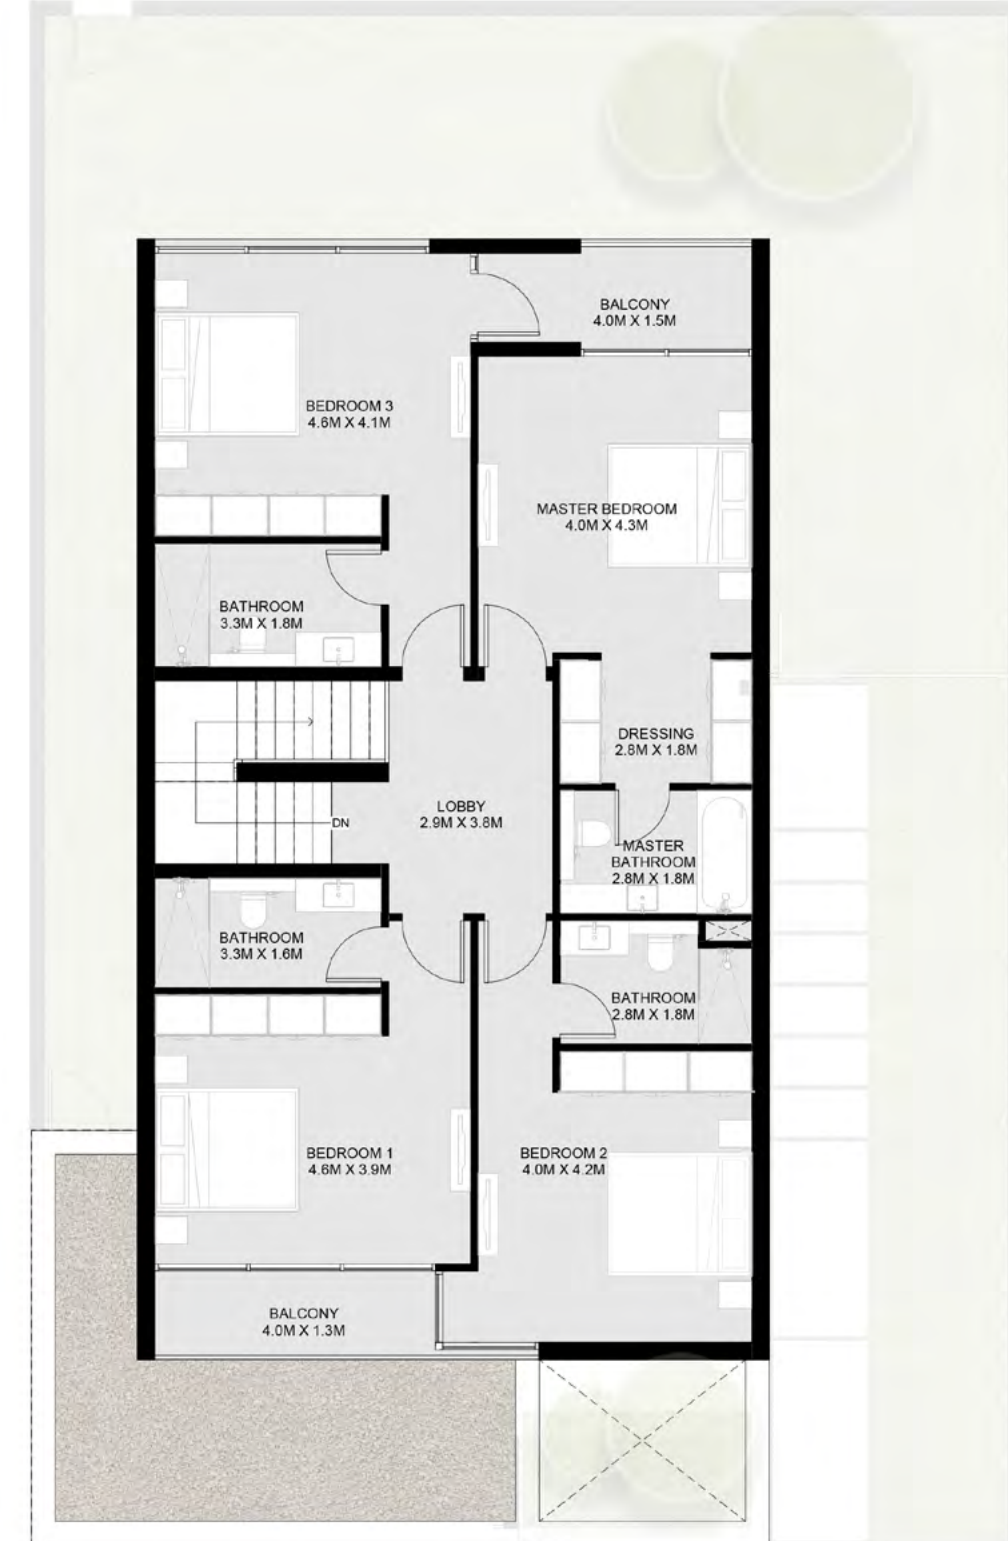 BALCONY
4.0M X 1.5M
BEDROOM 3
4.6M X 4.1M
MASTER BEDROOM
4.0M X 4.3M
BATHROOM
3.3M X 1.8M
DRESSING
2.8M X 1.8M
LOBBY
2.9M X 3.8M
DN
MASTER
BATHROOM
2.8M X 1.8M
BATHROOM
3.3M X 1.6M
BATHROOM
2.8M X 1.8M
BEDROOM 1
4.6M X 3.9M
BEDROOM 2
4.0M X 4.2M
BALCONY
4.0M X 1.3M